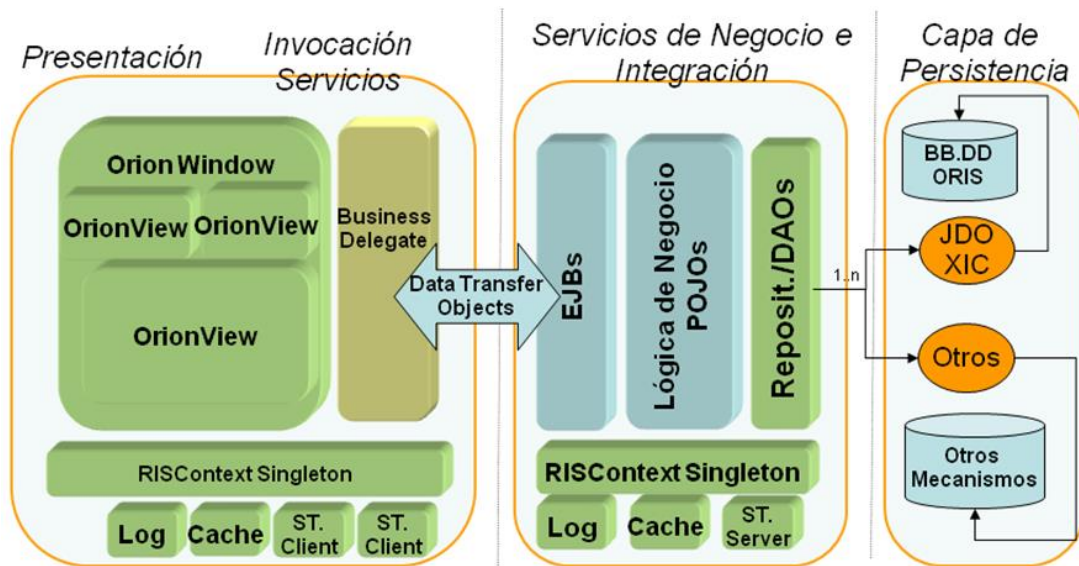 Presentación
Invocación
Servicios
Servicios de Negocio e
Integración
Capa de
Persistencia
Orion Window
OrionView
OrionView
OrionView
Business
Delegate
Data Transfer
Objects
EJBs
Lógica de Negocio
POJOs
Reposit./DAOs
1..n
BB.DD
ORIS
JDO
XIC
Otros
Otros
Mecanismos
RISContext Singleton
Log
Cache
ST.
Client
ST.
Client
RISContext Singleton
Log
Cache
ST.
Server